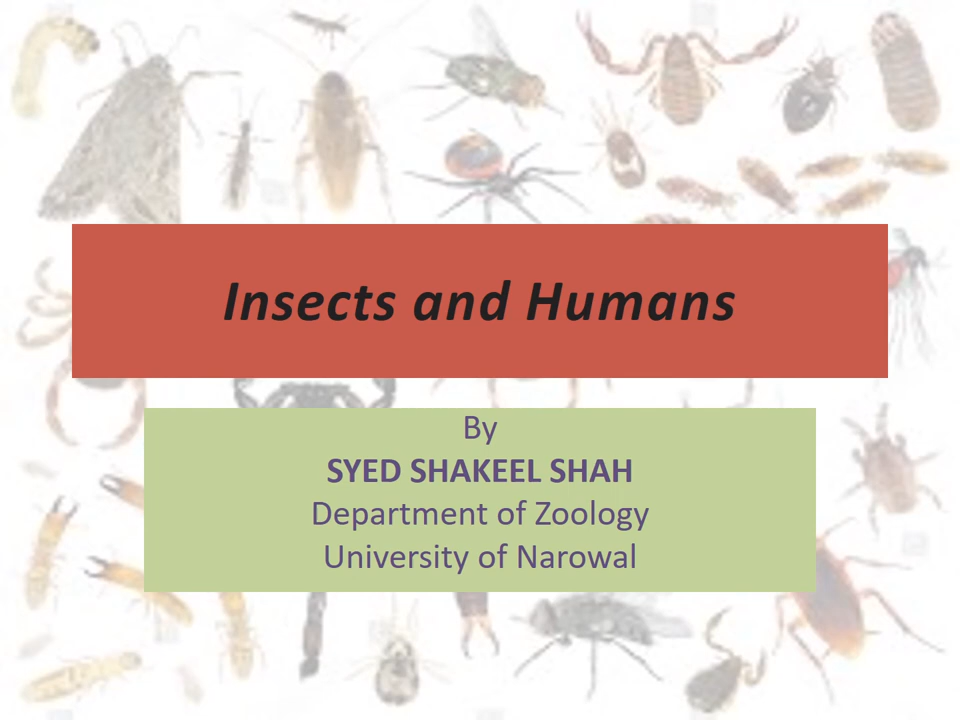 Insects and Humans
By
SYED SHAKEEL SHAH
Department of Zoology
University of Narowal